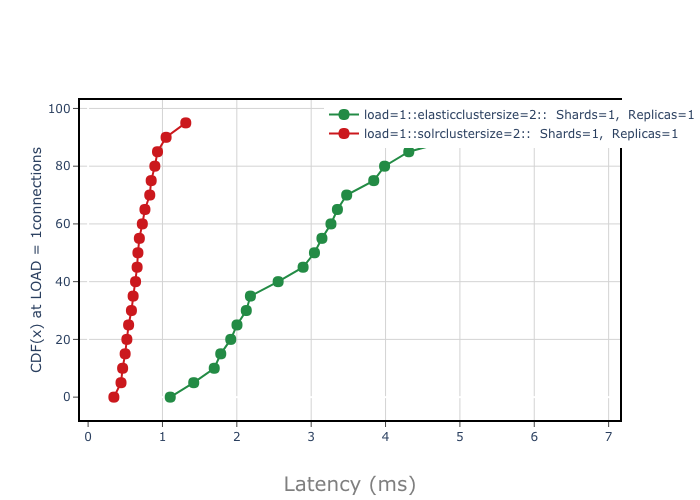 load=1::elasticclustersize=2:: Shards=1, Replicas=1
load=1::solrclustersize=2:: Shards=1, Replicas=1
CDF(x) at LOAD = 1connections
100
80
60
40
20
0
0 1 2 3 4 5 6 7
Latency (ms)